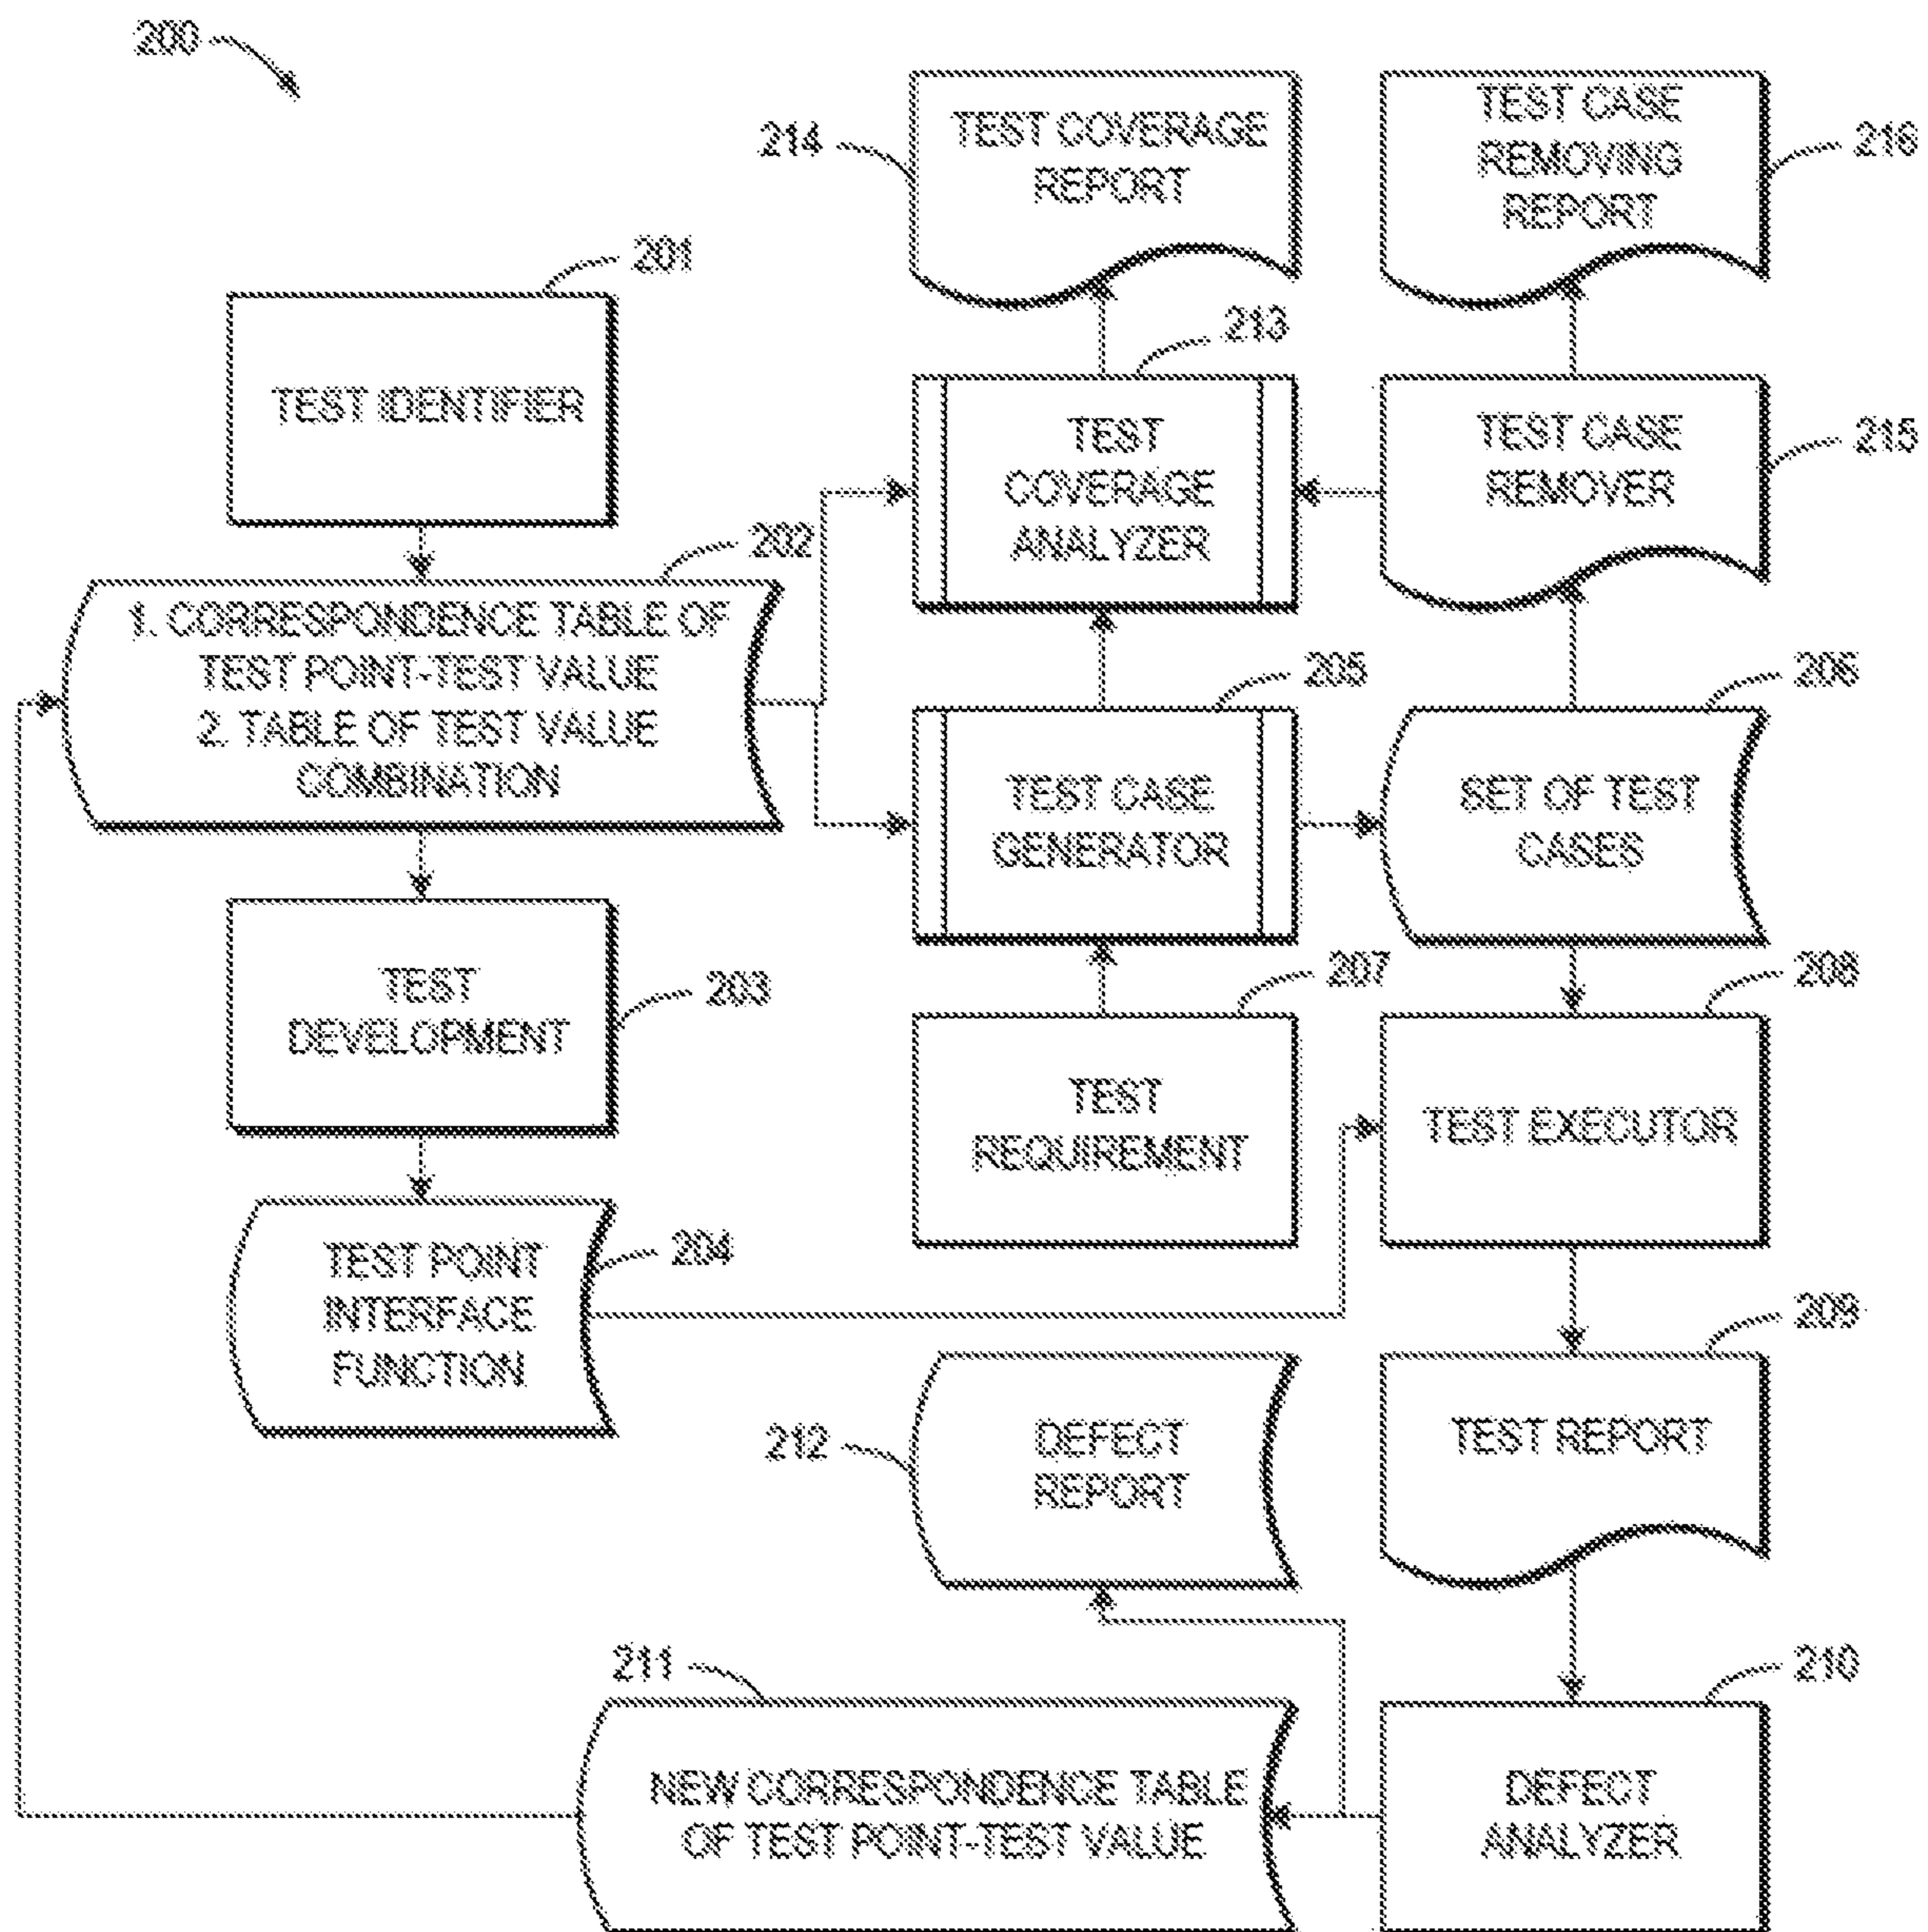 200
214
TEST COVERAGE
REPORT
TEST CASE
REMOVING
REPORT
216
201
TEST IDENTIFIER
213
TEST
COVERAGE
ANALYZER
TEST CASE
REMOVER
215
202
1. CORRESPONDENCE TABLE OF
TEST POINT-TEST VALUE
2. TABLE OF TEST VALUE
COMBINATION
205
TEST CASE
GENERATOR
206
SET OF TEST
CASES
TEST
DEVELOPMENT
203
207
TEST
REQUIREMENT
208
TEST EXECUTOR
TEST POINT
INTERFACE
FUNCTION
204
209
TEST REPORT
212
DEFECT
REPORT
211
NEW CORRESPONDENCE TABLE
OF TEST POINT-TEST VALUE
210
DEFECT
ANALYZER